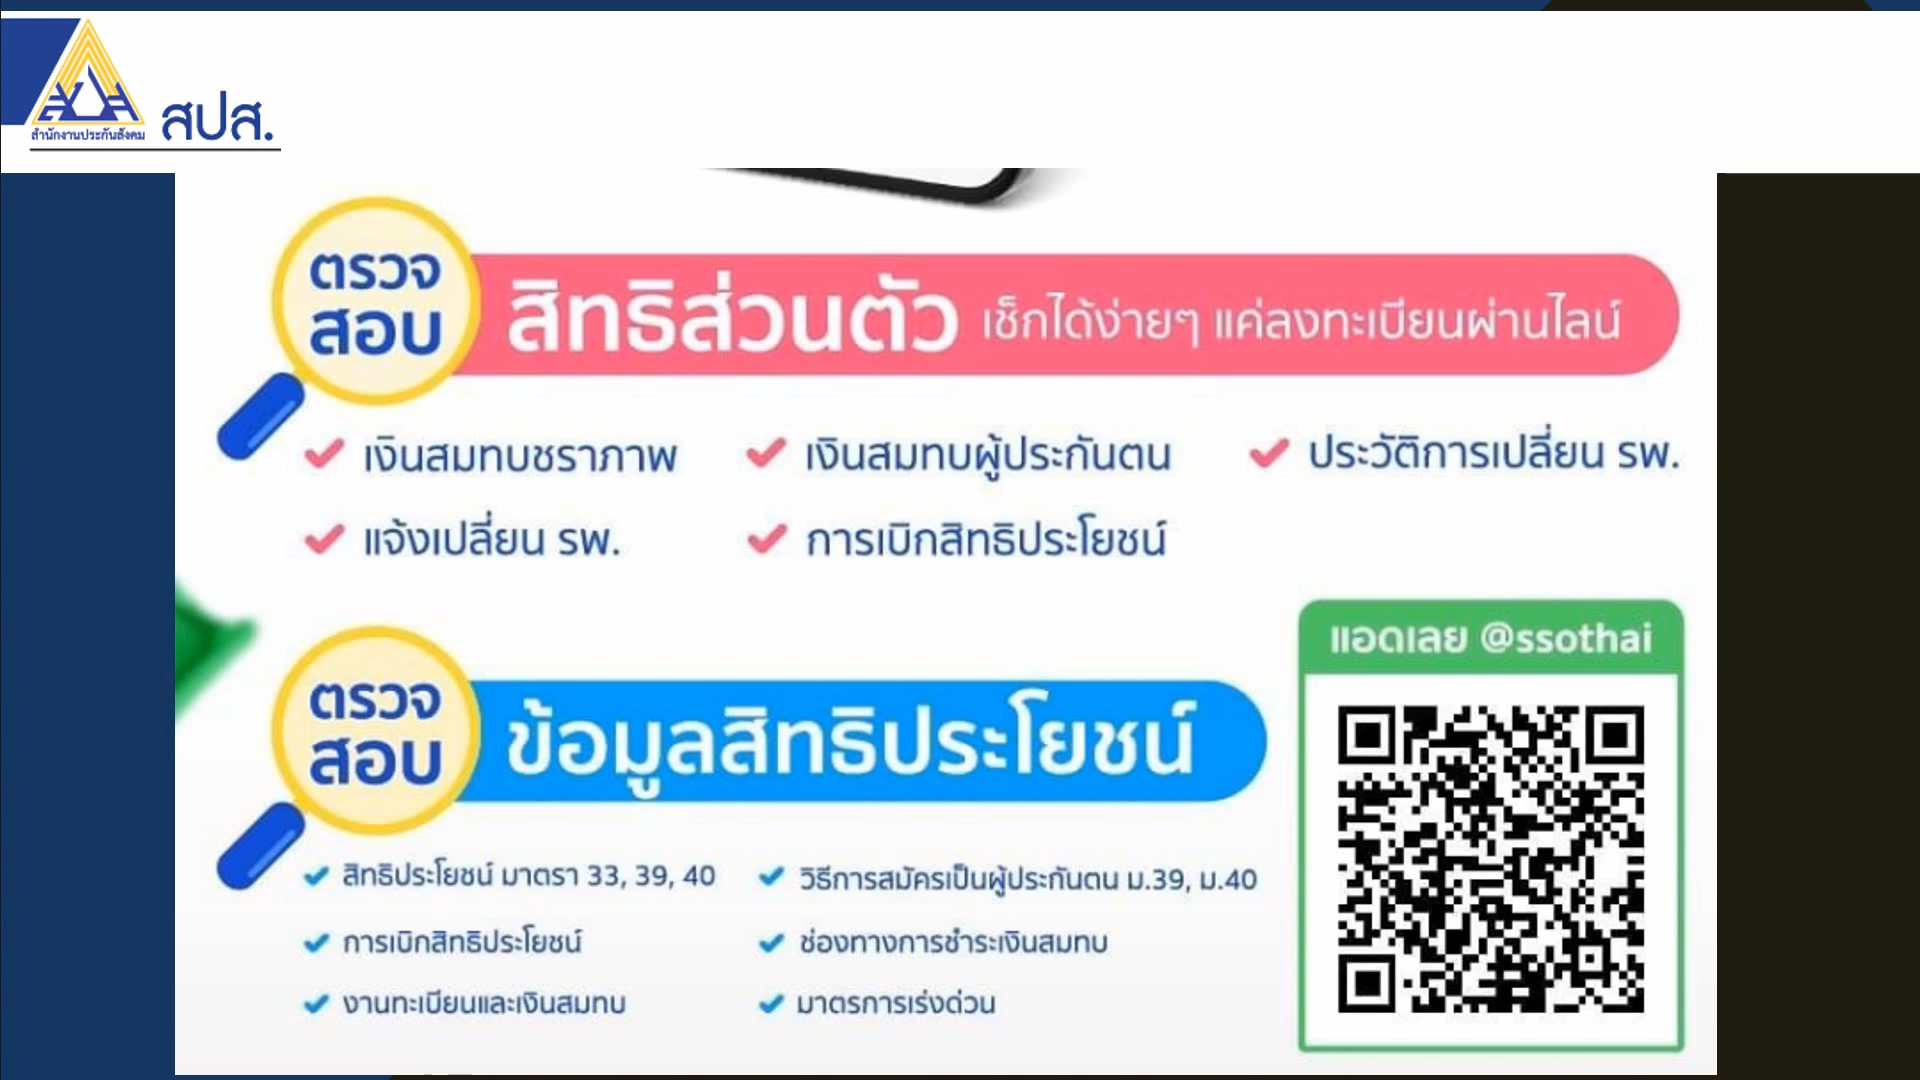 สำนักงานประกันสังคม
สปส.
ตรวจ
สอบ
สิทธิส่วนตัว เช็กได้ง่ายๆ แค่ลงทะเบียนผ่านไลน์
เงินสมทบชราภาพ
เงินสมทบผู้ประกันตน
ประวัติการเปลี่ยน รพ.
แจ้งเปลี่ยน รพ.
การเบิกสิทธิประโยชน์
ตรวจ
สอบ
ข้อมูลสิทธิประโยชน์
สิทธิประโยชน์ มาตรา 33, 39, 40
วิธีการสมัครเป็นผู้ประกันตน ม.39, ม.40
การเบิกสิทธิประโยชน์
ช่องทางการชำระเงินสมทบ
งานทะเบียนและเงินสมทบ
มาตรการเร่งด่วน
แอดเลย @ssothai